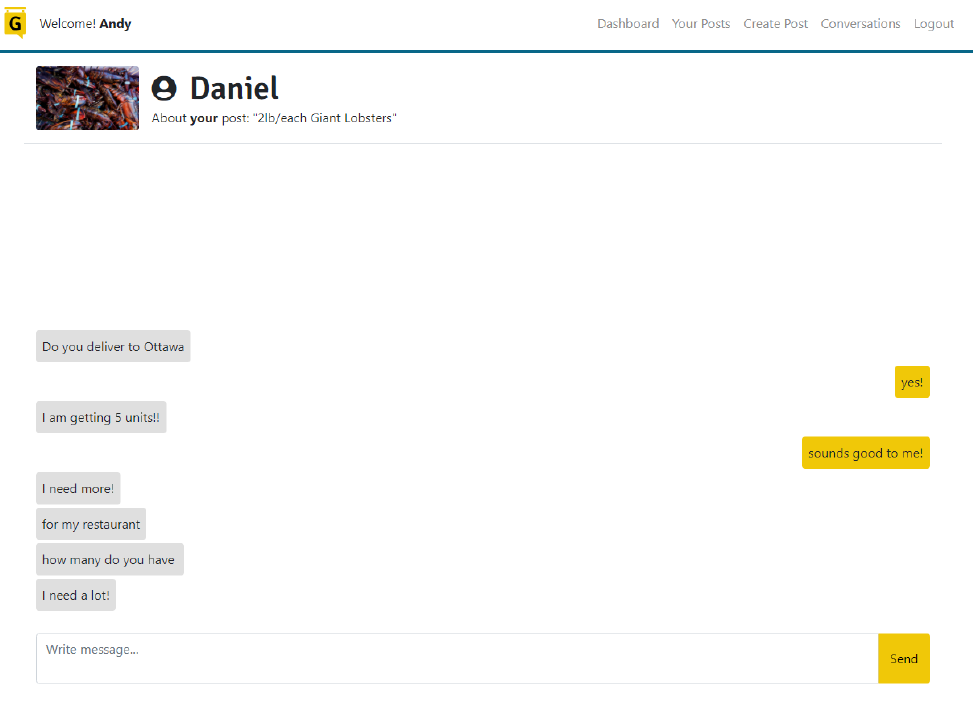 G
Welcome! Andy
Dashboard Your Posts Create Post Conversations Logout
Daniel
About your post: "2lb/each Giant Lobsters"
Do you deliver to Ottawa
yes!
I am getting 5 units!!
sounds good to me!
I need more!
for my restaurant
how many do you have
I need a lot!
Write message...
Send